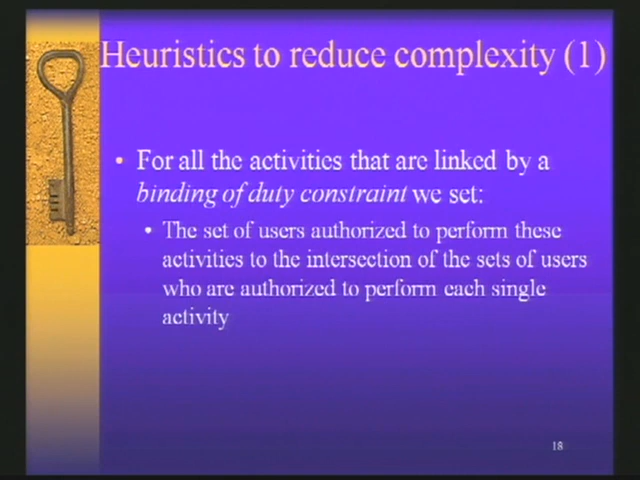 Heuristics to reduce complexity (1)
• For all the activities that are linked by a
binding of duty constraint we set:
• The set of users authorized to perform these
activities to the intersection of the sets of users
who are authorized to perform each single
activity
18